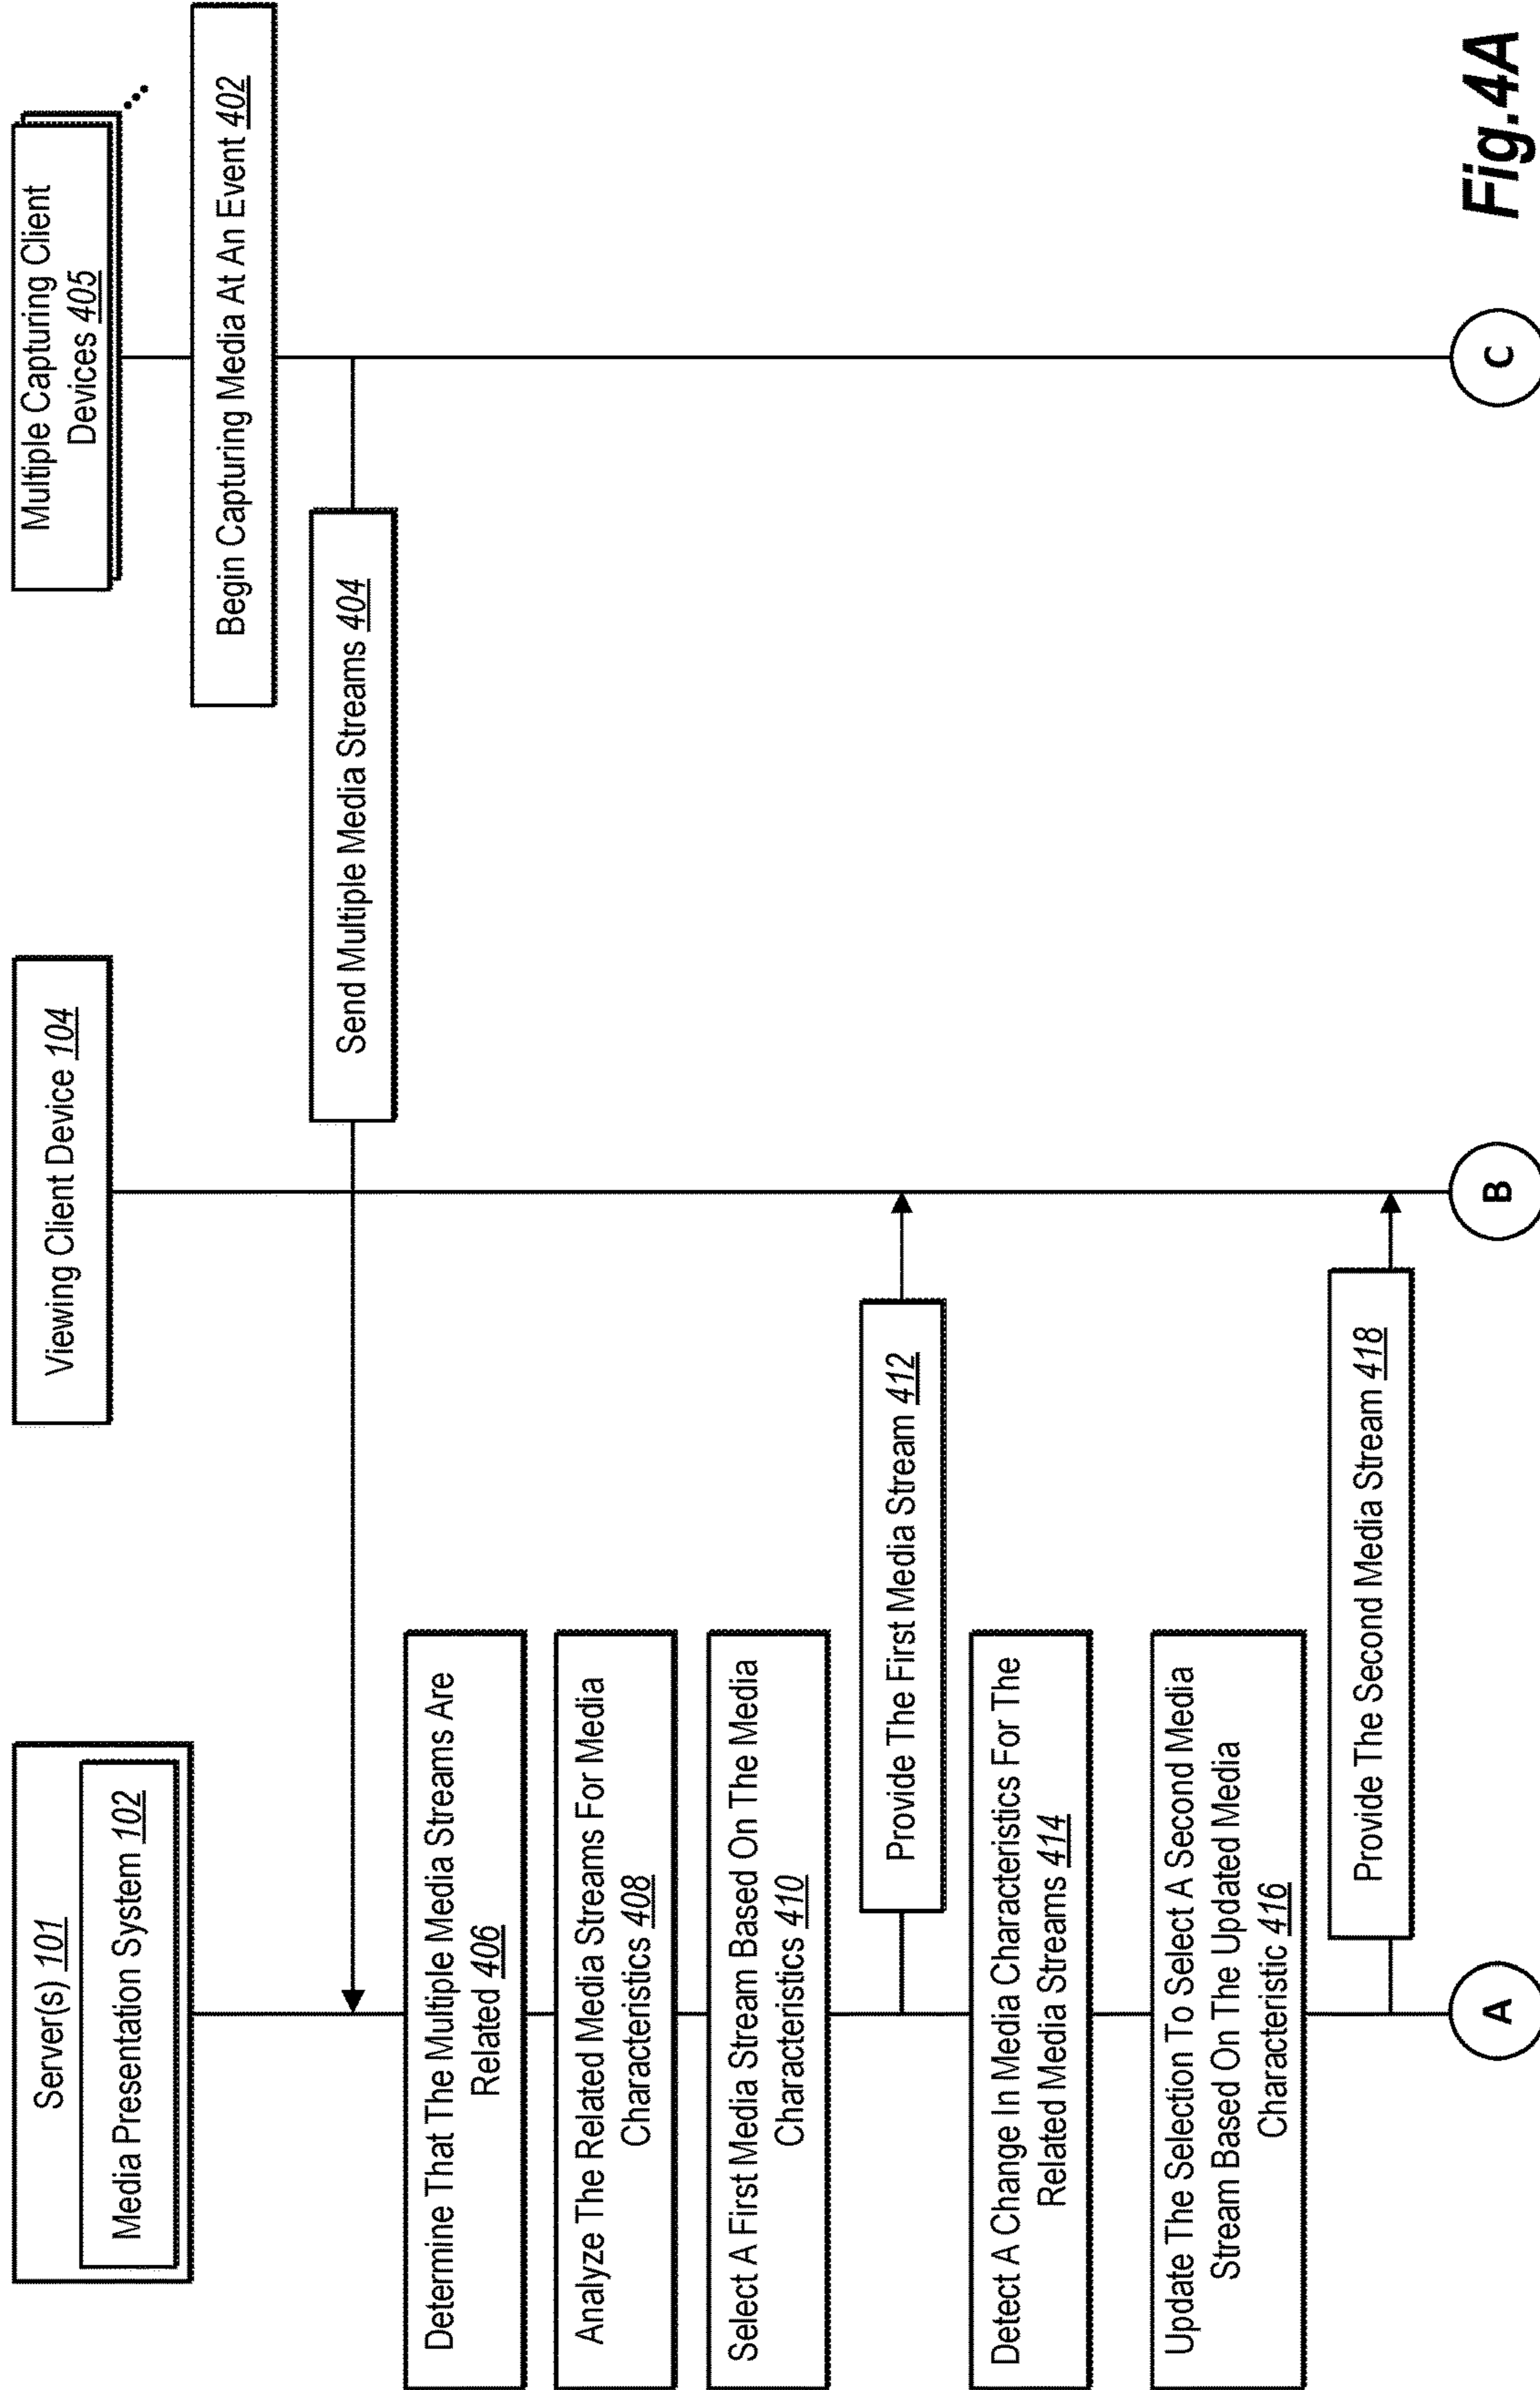 Server(s) 101
Media Presentation System 102
Viewing Client Device 104
Multiple Capturing Client
Devices 405
Begin Capturing Media At An Event 402
Send Multiple Media Streams 404
Determine That The Multiple Media Streams Are
Related 406
Analyze The Related Media Streams For Media
Characteristics 408
Select A First Media Stream Based On The Media
Characteristics 410
Provide The First Media Stream 412
Detect A Change In Media Characteristics For The
Related Media Streams 414
Update The Selection To Select A Second Media
Stream Based On The Updated Media
Characteristic 416
Provide The Second Media Stream 418
A
B
C
Fig.4A